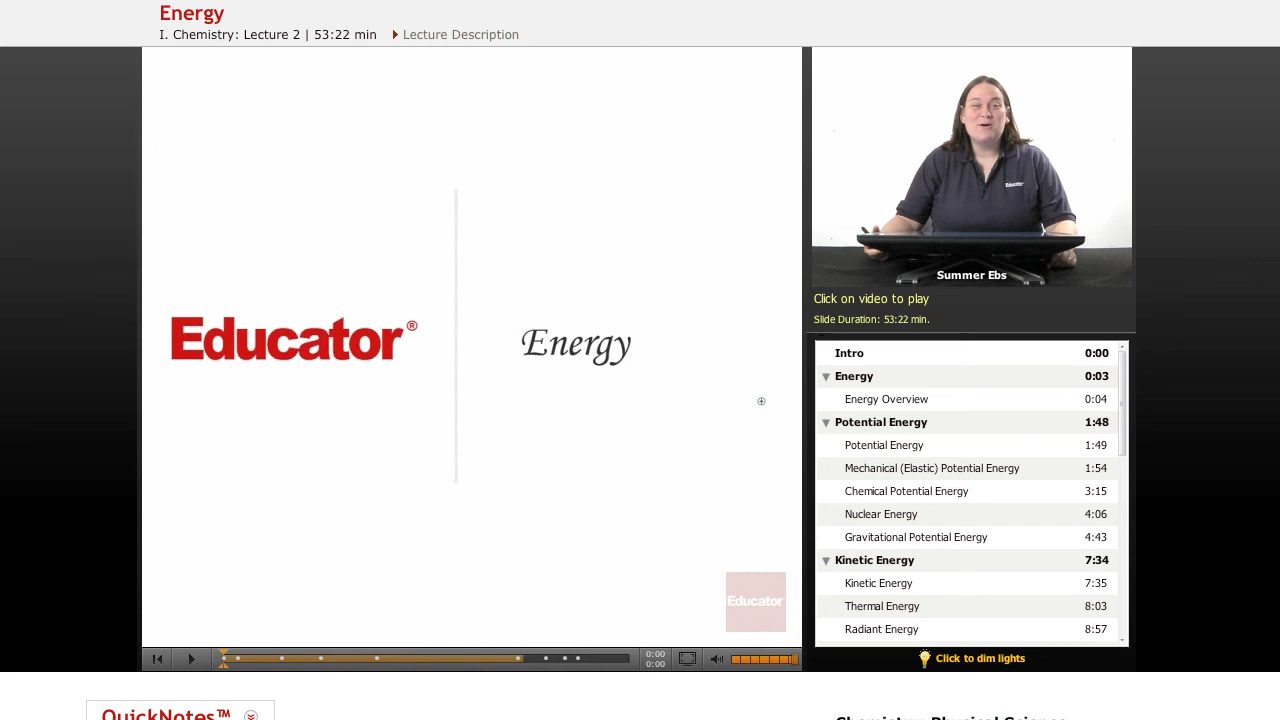 Energy
I. Chemistry: Lecture 2 | 53:22 min Lecture Description
Educator®
Energy
Educator
Educator
Summer Ebs
Click on video to play
Slide Duration: 53:22 min.
Intro 0:00
Energy 0:03
Energy Overview 0:04
Potential Energy 1:48
Potential Energy 1:49
Mechanical (Elastic) Potential Energy 1:54
Chemical Potential Energy 3:15
Nuclear Energy 4:06
Gravitational Potential Energy 4:43
Kinetic Energy 7:34
Kinetic Energy 7:35
Thermal Energy 8:03
Radiant Energy 8:57
0:00
0:00
Click to dim lights
QuickNotes™
Chemistry: Physical Science